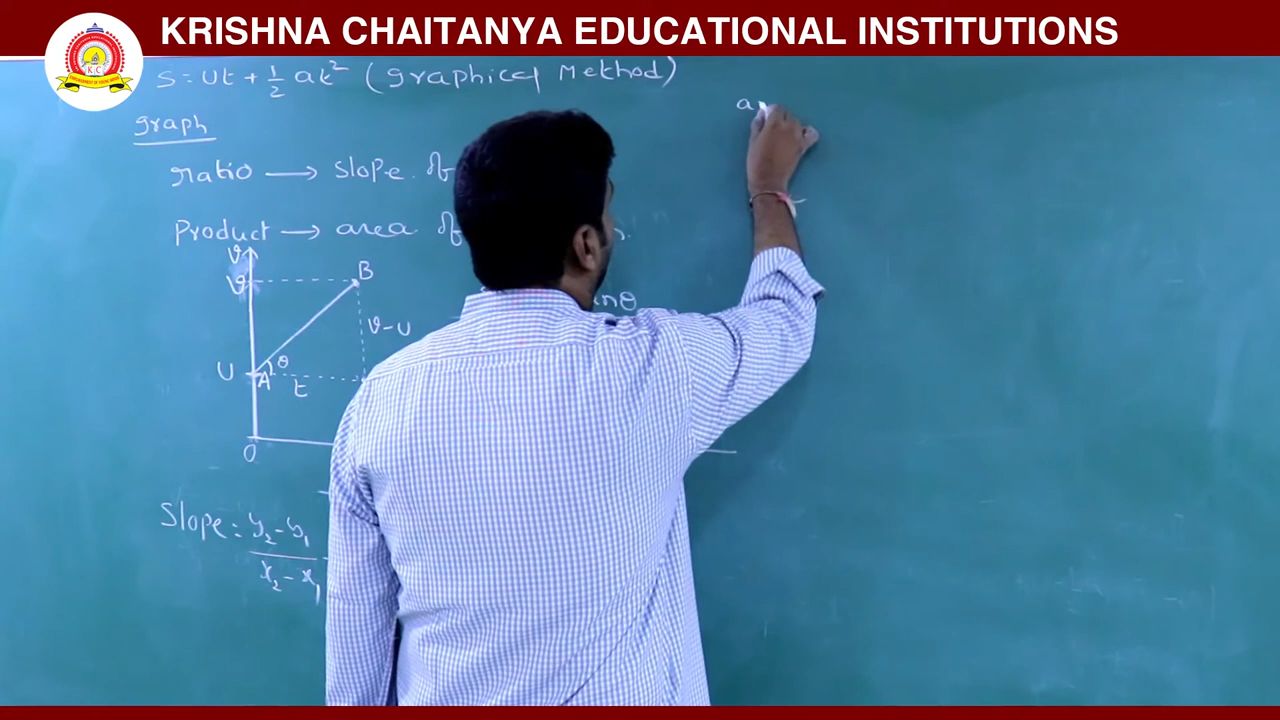 KRISHNA CHAITANYA EDUCATIONAL INSTITUTIONS
K C
S = Ut + 1/2 at² (Graphical Method)
graph
ratio → slope of
Product → area of
v
v
B
v-u
U
A
θ
t
O
Slope = y₂-y₁ / x₂-x₁
anθ
a